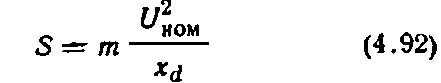 S = m U²ном / x_d (4.92)